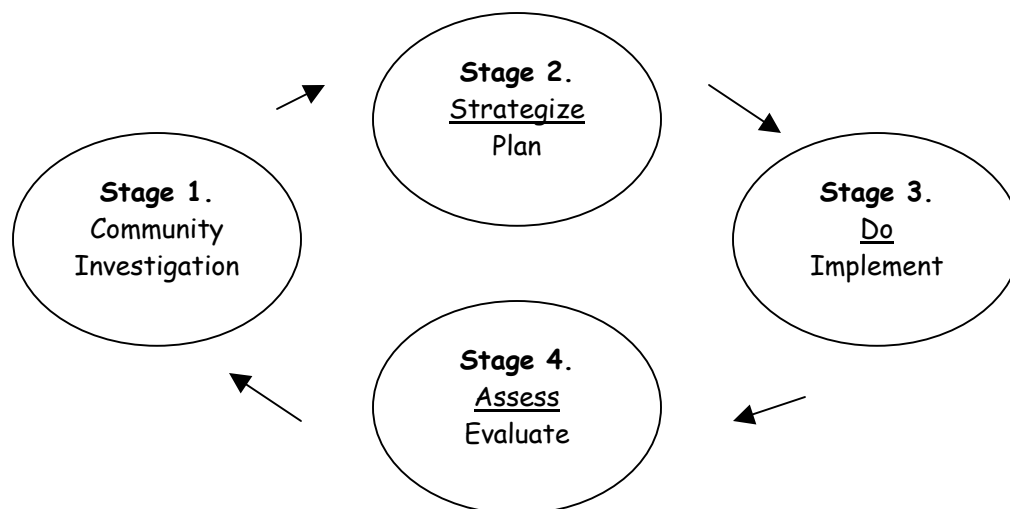 Stage 1.
Community
Investigation
Stage 2.
Strategize
Plan
Stage 3.
Do
Implement
Stage 4.
Assess
Evaluate